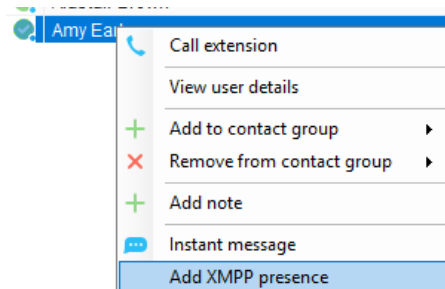 Amy Ear
Call extension
View user details
Add to contact group
Remove from contact group
Add note
Instant message
Add XMPP presence